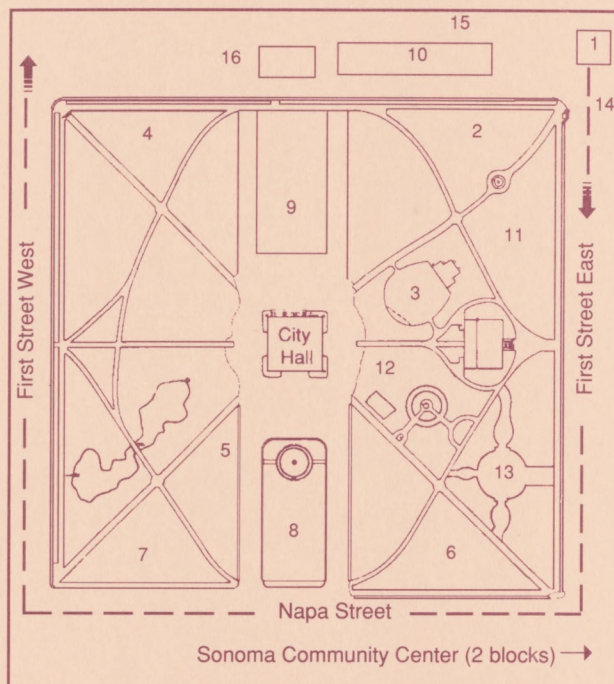 15
16
10
1
14
4
2
9
11
3
First Street West
First Street East
City
Hall
12
5
13
8
7
6
Napa Street
Sonoma Community Center (2 blocks)